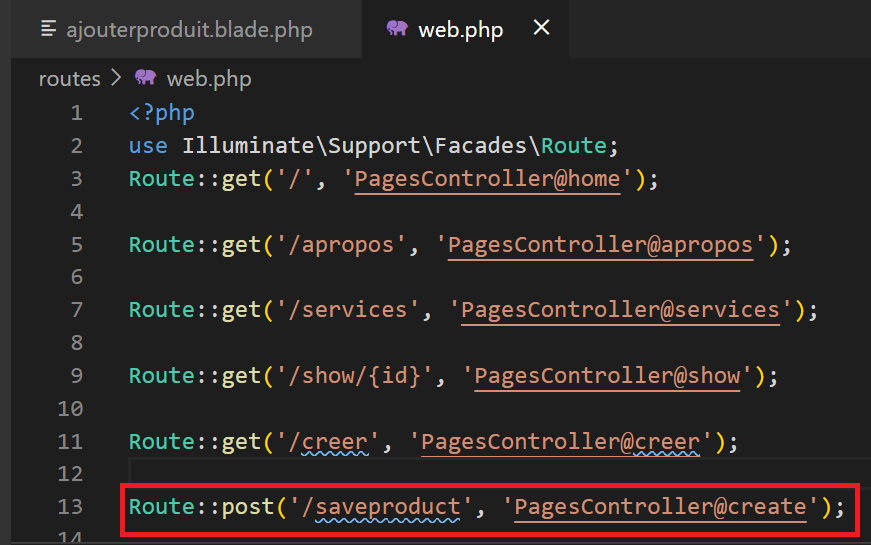 ajouterproduit.blade.php web.php
routes > web.php
1 <?php
2 use Illuminate\Support\Facades\Route;
3 Route::get('/', 'PagesController@home');
4
5 Route::get('/apropos', 'PagesController@apropos');
6
7 Route::get('/services', 'PagesController@services');
8
9 Route::get('/show/{id}', 'PagesController@show');
10
11 Route::get('/creer', 'PagesController@creer');
12
13 Route::post('/saveproduct', 'PagesController@create');
14